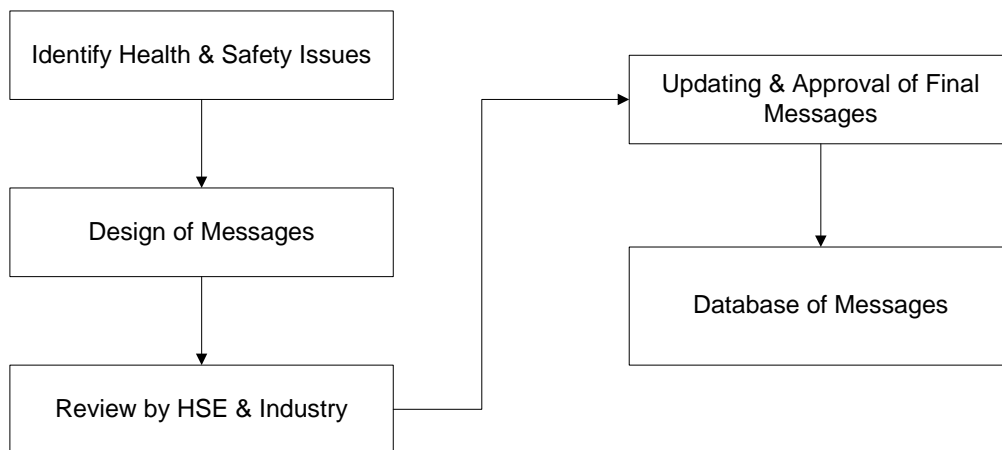 Identify Health & Safety Issues
Design of Messages
Review by HSE & Industry
Updating & Approval of Final
Messages
Database of Messages